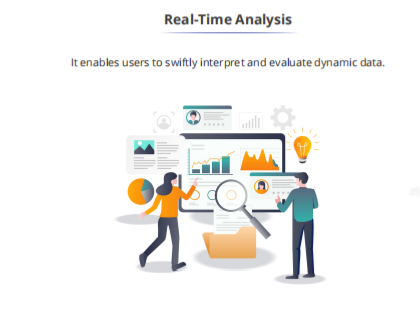 Real-Time Analysis
It enables users to swiftly interpret and evaluate dynamic data.